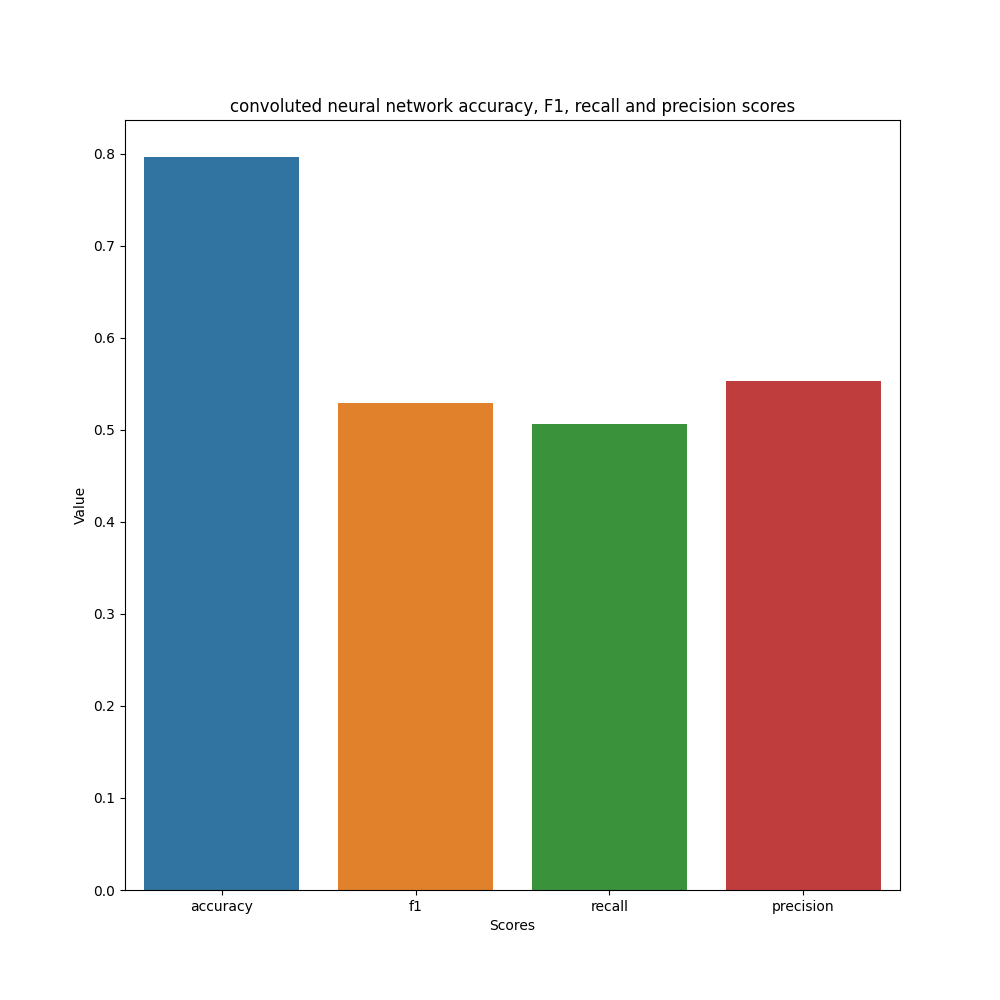 convoluted neural network accuracy, F1, recall and precision scores
0.8
0.7
0.6
0.5
0.4
0.3
0.2
0.1
0.0
Value
accuracy f1 recall precision
Scores